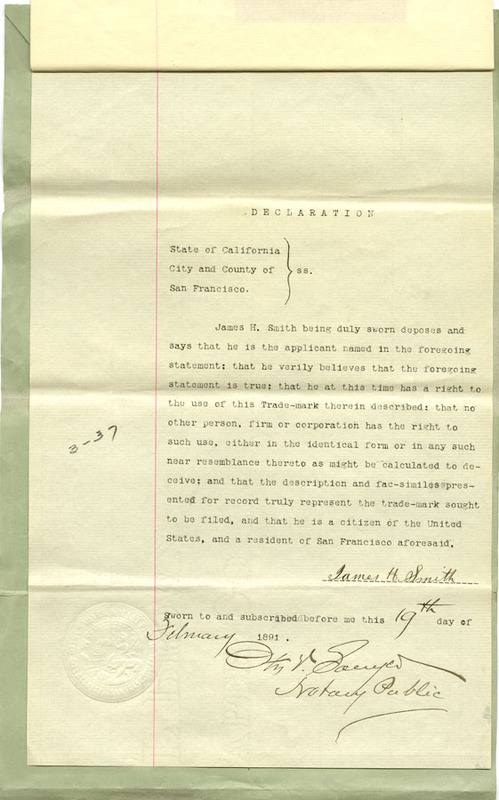 DECLARATION
State of California
City and County of } ss.
San Francisco.
James H. Smith being duly sworn deposes and
says that he is the applicant named in the foregoing
statement; that he verily believes that the foregoing
statement is true; that he at this time has a right to
the use of this Trade-mark therein described: that no
other person, firm or corporation has the right to
such use, either in the identical form or in any such
near resemblance thereto as might be calculated to de-
ceive; and that the description and fac-similes pres-
ented for record truly represent the trade-mark sought
to be filed, and that he is a citizen of the United
States, and a resident of San Francisco aforesaid.
3-37
James H Smith
Sworn to and subscribed before me this 19th day of
February 1891.
Notary Public